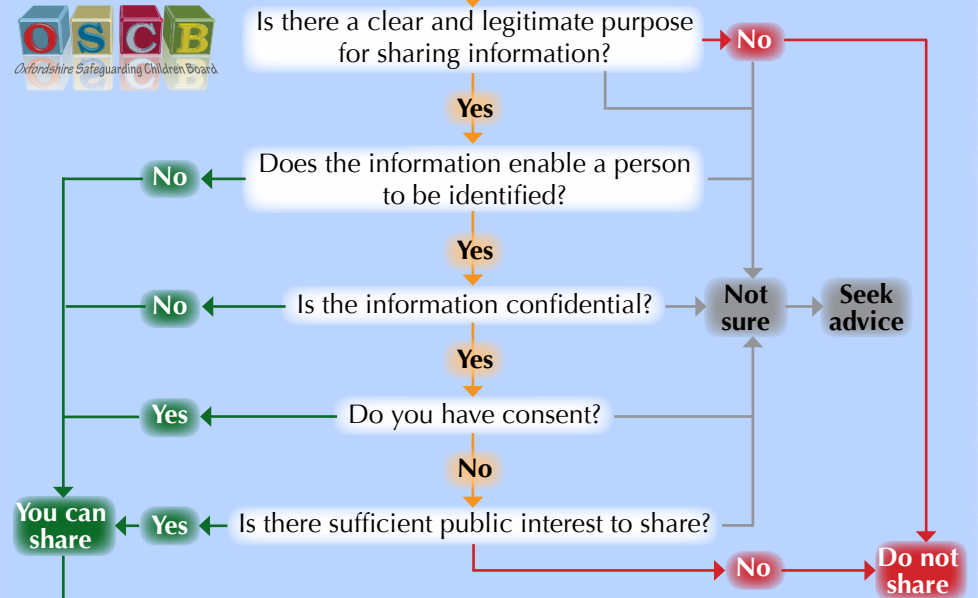 OSCB
Oxfordshire Safeguarding Children Board
Is there a clear and legitimate purpose
for sharing information?
No
Yes
Does the information enable a person
to be identified?
No
Yes
Is the information confidential?
No
Not
sure
Seek
advice
Yes
Do you have consent?
Yes
No
Is there sufficient public interest to share?
Yes
You can
share
No
Do not
share